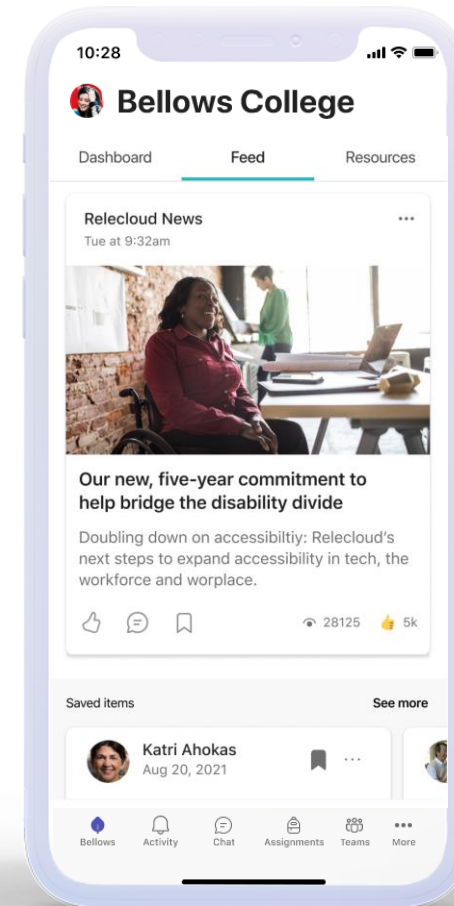 10:28
Bellows College
Dashboard Feed Resources
Relecloud News
Tue at 9:32am
Our new, five-year commitment to
help bridge the disability divide
Doubling down on accessibiltiy: Relecloud's
next steps to expand accessibility in tech, the
workforce and worplace.
28125 5k
Saved items See more
Katri Ahokas
Aug 20, 2021
Bellows Activity Chat Assignments Teams More